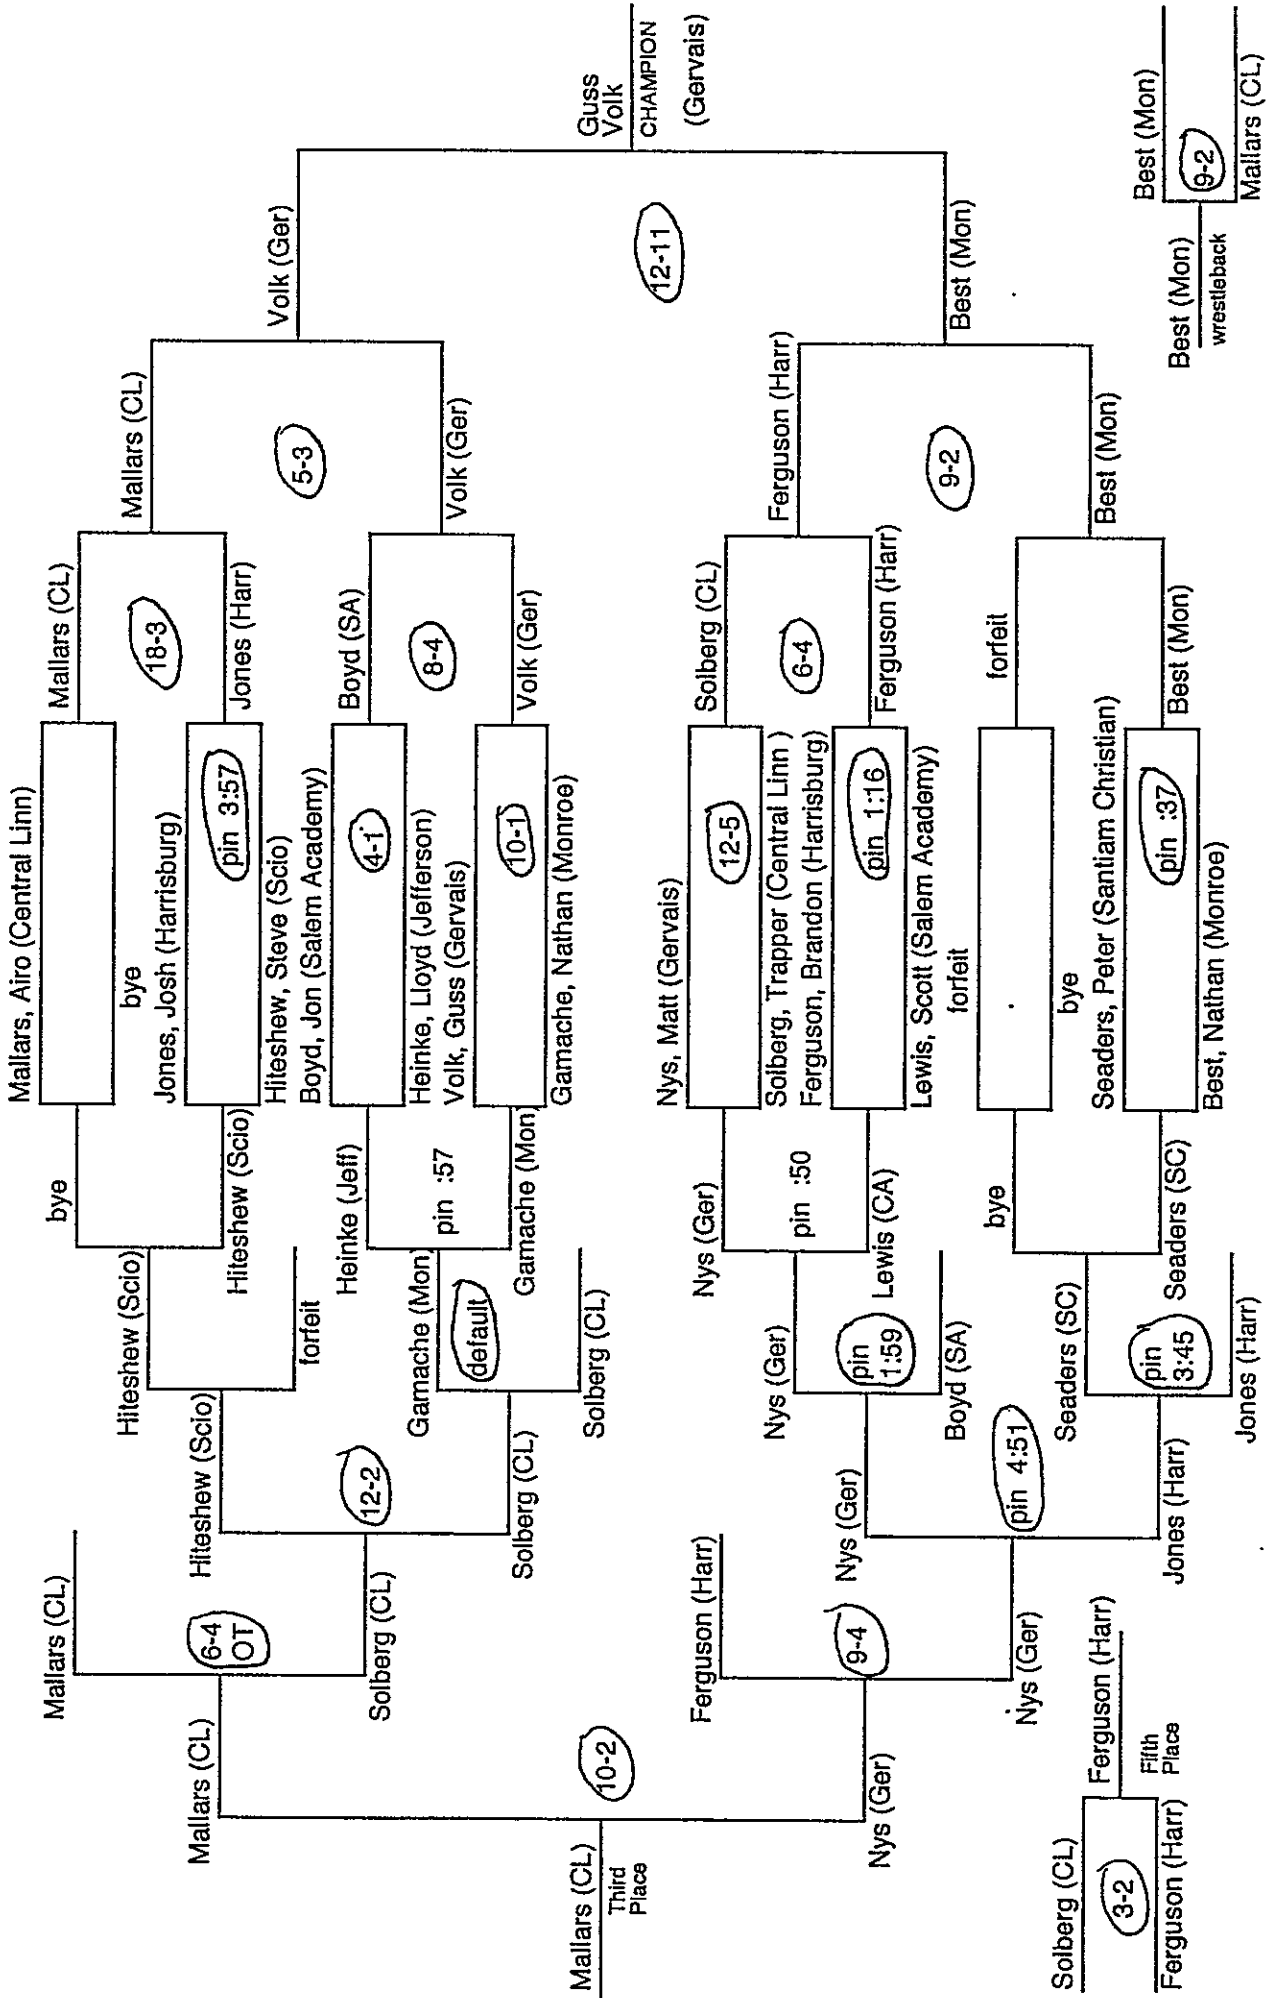 Mallars, Airo (Central Linn)
bye
Jones, Josh (Harrisburg)
pin 3:57
Hiteshew, Steve (Scio)
Boyd, Jon (Salem Academy)
4-1
Heinke, Lloyd (Jefferson)
Volk, Guss (Gervais)
10-1
Gamache, Nathan (Monroe)
Nys, Matt (Gervais)
12-5
Solberg, Trapper (Central Linn )
Ferguson, Brandon (Harrisburg)
pin 1:16
Lewis, Scott (Salem Academy)
forfeit
bye
Seaders, Peter (Santiam Christian)
pin :37
Best, Nathan (Monroe)
Mallars (CL)
18-3
Jones (Harr)
Boyd (SA)
8-4
Volk (Ger)
Solberg (CL)
6-4
Ferguson (Harr)
forfeit
Best (Mon)
Mallars (CL)
5-3
Volk (Ger)
Ferguson (Harr)
9-2
Best (Mon)
Volk (Ger)
12-11
Best (Mon)
Guss
Volk
CHAMPION
(Gervais)
Best (Mon)
9-2
Mallars (CL)
Best (Mon)
wrestleback
bye
Hiteshew (Scio)
Heinke (Jeff)
pin :57
Gamache (Mon)
Nys (Ger)
pin :50
Lewis (CA)
bye
Seaders (SC)
Hiteshew (Scio)
forfeit
Gamache (Mon)
default
Solberg (CL)
Nys (Ger)
pin
1:59
Boyd (SA)
Seaders (SC)
pin
3:45
Jones (Harr)
Hiteshew (Scio)
12-2
Solberg (CL)
Nys (Ger)
pin 4:51
Jones (Harr)
Mallars (CL)
6-4
OT
Solberg (CL)
Ferguson (Harr)
9-4
Nys (Ger)
Mallars (CL)
10-2
Nys (Ger)
Mallars (CL)
Third
Place
Solberg (CL)
3-2
Ferguson (Harr)
Ferguson (Harr)
Fifth
Place